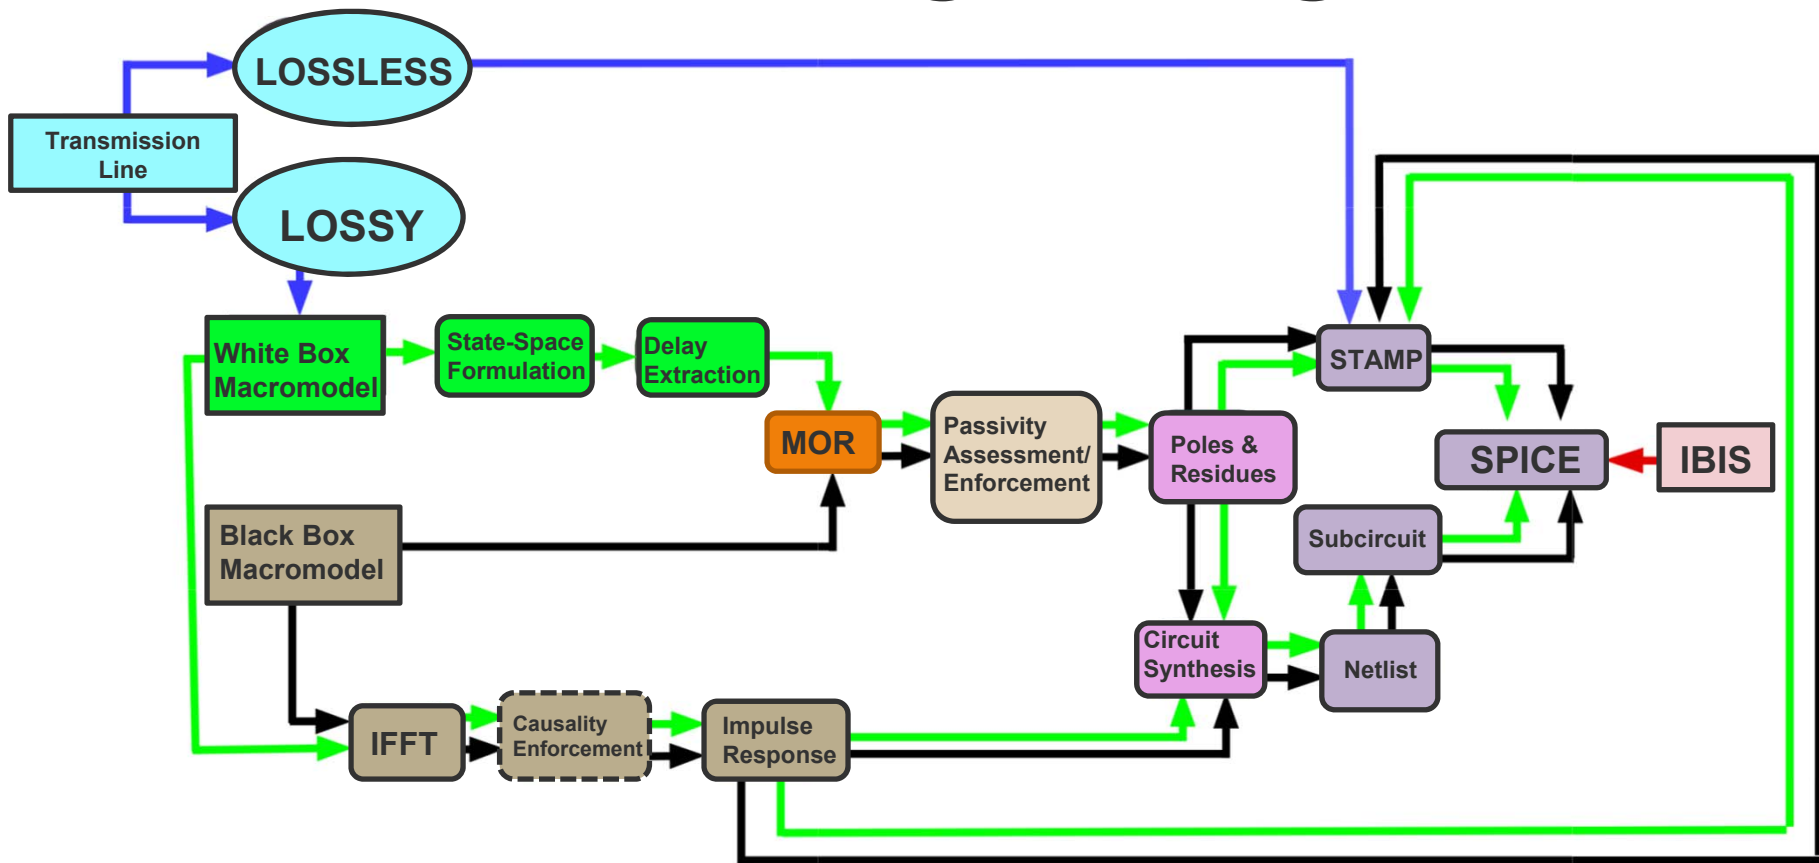 LOSSLESS
Transmission
Line
LOSSY
White Box
Macromodel
State-Space
Formulation
Delay
Extraction
STAMP
MOR
Passivity
Assessment/
Enforcement
Poles &
Residues
SPICE
IBIS
Black Box
Macromodel
Subcircuit
Circuit
Synthesis
Netlist
IFFT
Causality
Enforcement
Impulse
Response